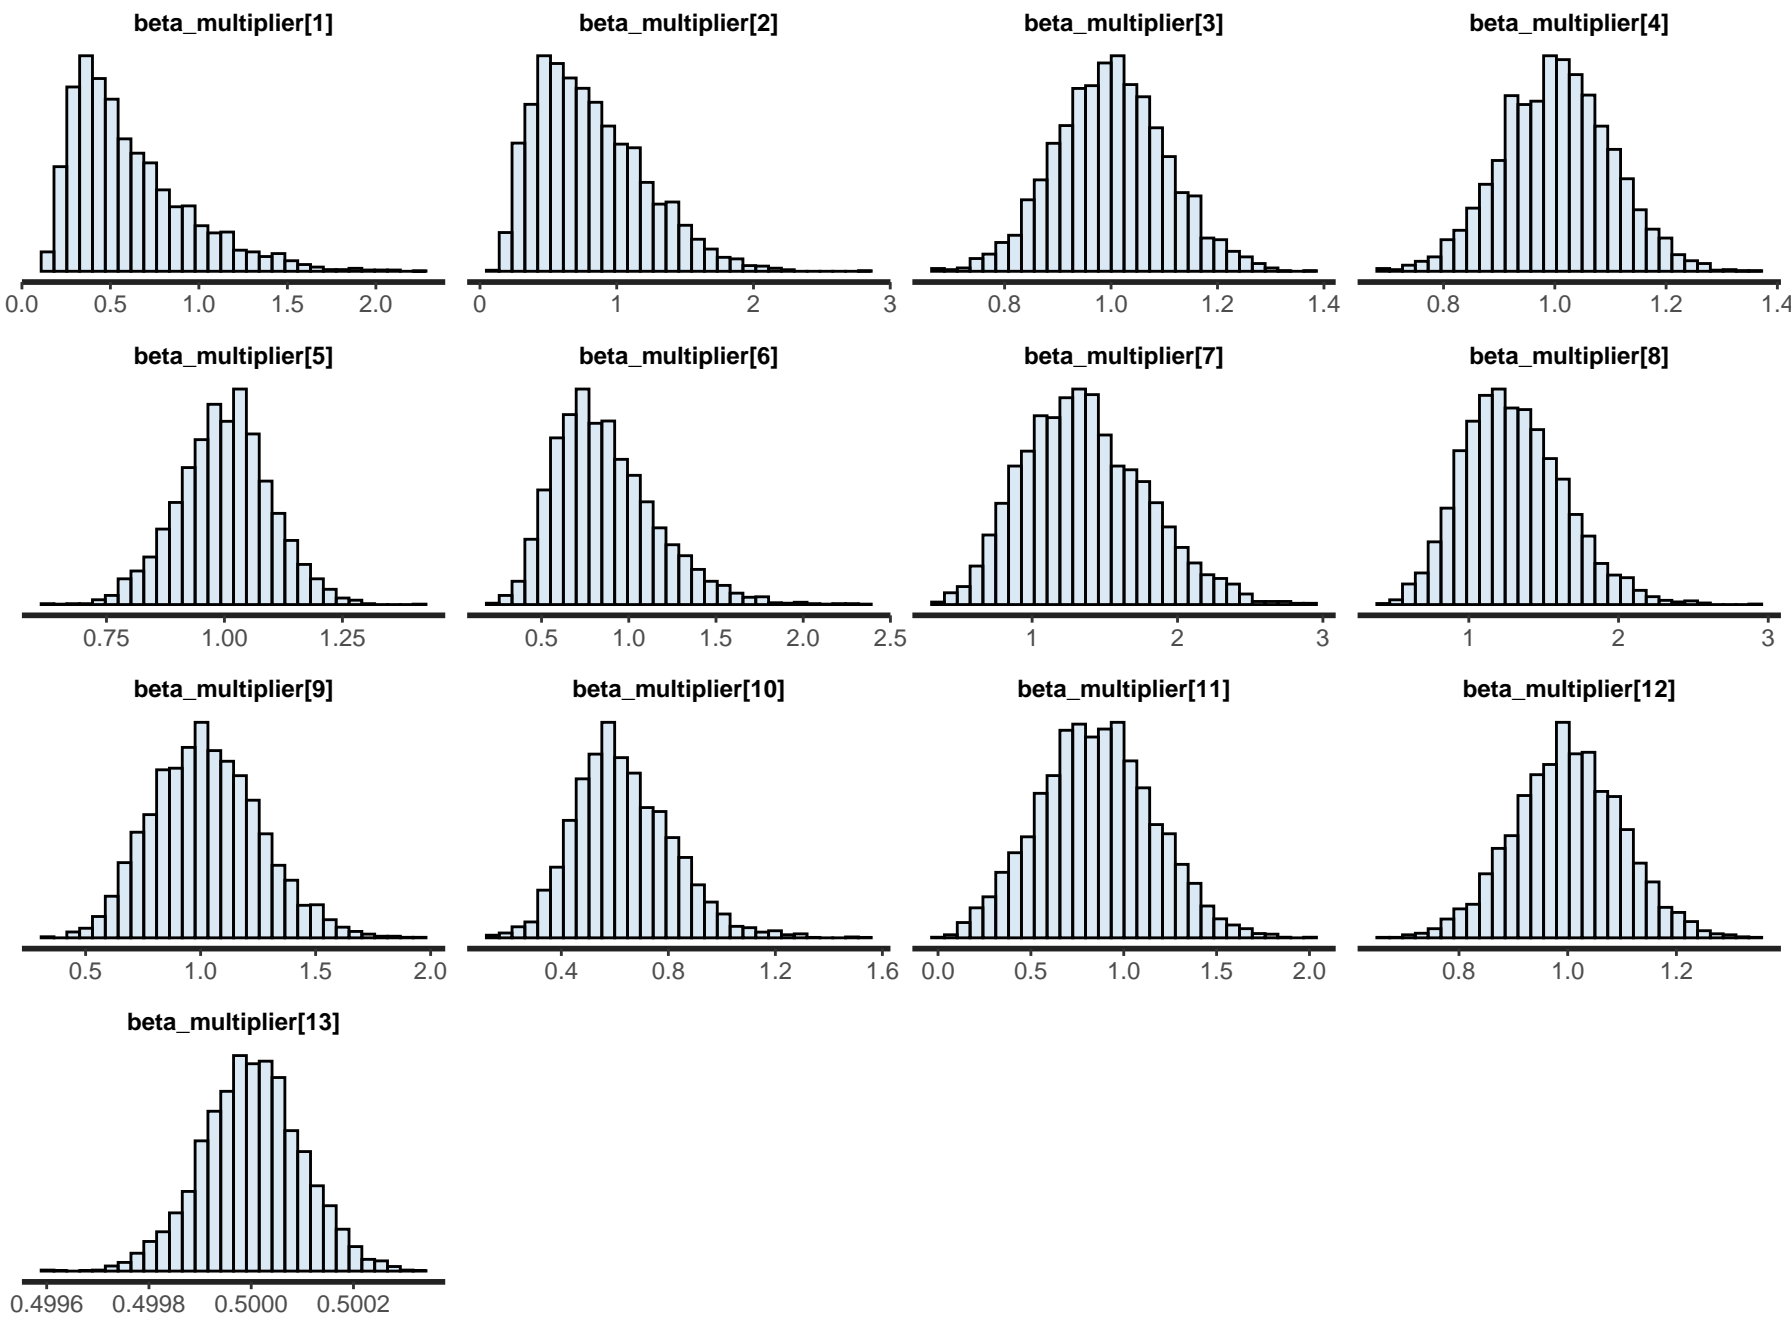 beta_multiplier[1] beta_multiplier[2] beta_multiplier[3] beta_multiplier[4]
0.0 0.5 1.0 1.5 2.0 0 1 2 3 0.8 1.0 1.2 1.4 0.8 1.0 1.2 1.4
beta_multiplier[5] beta_multiplier[6] beta_multiplier[7] beta_multiplier[8]
0.75 1.00 1.25 0.5 1.0 1.5 2.0 2.5 1 2 3 1 2 3
beta_multiplier[9] beta_multiplier[10] beta_multiplier[11] beta_multiplier[12]
0.5 1.0 1.5 2.0 0.4 0.8 1.2 1.6 0.0 0.5 1.0 1.5 2.0 0.8 1.0 1.2
beta_multiplier[13]
0.4996 0.4998 0.5000 0.5002